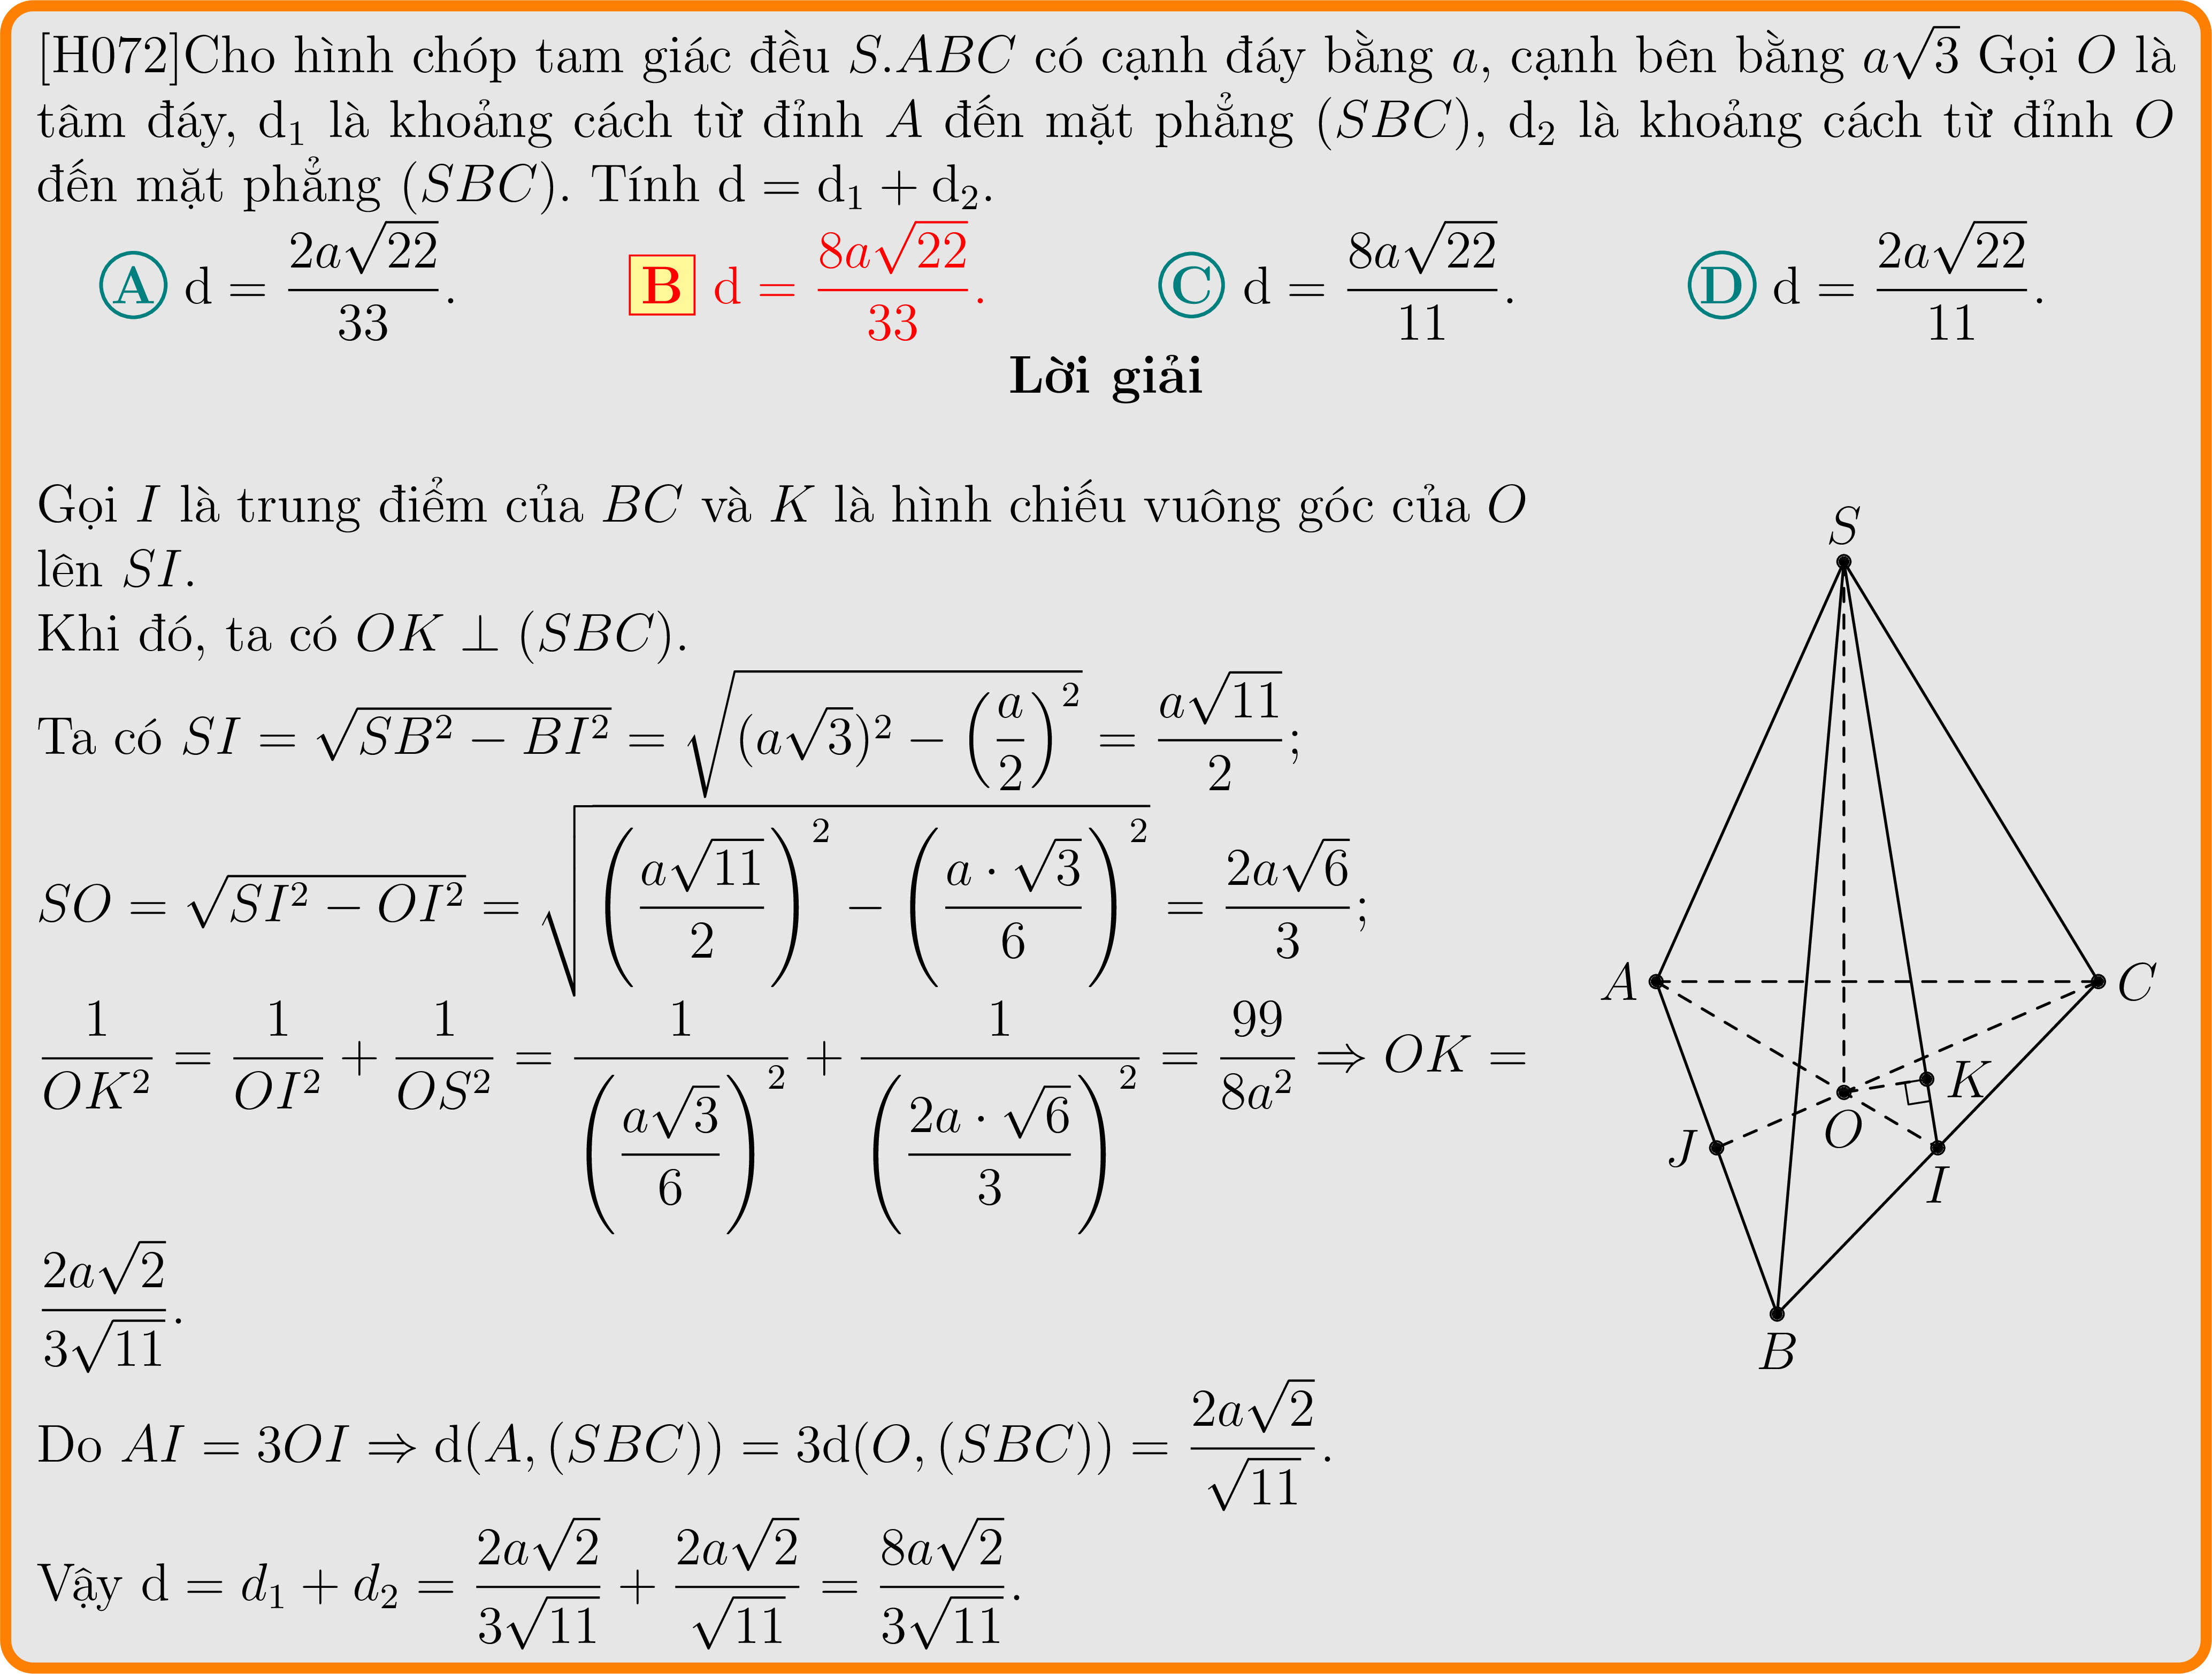 [H072]Cho hình chóp tam giác đều S.ABC có cạnh đáy bằng a, cạnh bên bằng a√3 Gọi O là
tâm đáy, d₁ là khoảng cách từ đỉnh A đến mặt phẳng (SBC), d₂ là khoảng cách từ đỉnh O
đến mặt phẳng (SBC). Tính d = d₁ + d₂.
A d = \frac{2a\sqrt{22}}{33}. B d = \frac{8a\sqrt{22}}{33}. C d = \frac{8a\sqrt{22}}{11}. D d = \frac{2a\sqrt{22}}{11}.
Lời giải
Gọi I là trung điểm của BC và K là hình chiếu vuông góc của O
lên SI.
Khi đó, ta có OK ⊥ (SBC).
Ta có SI = \sqrt{SB^2 - BI^2} = \sqrt{(a\sqrt{3})^2 - \left(\frac{a}{2}\right)^2} = \frac{a\sqrt{11}}{2};
SO = \sqrt{SI^2 - OI^2} = \sqrt{\left(\frac{a\sqrt{11}}{2}\right)^2 - \left(\frac{a \cdot \sqrt{3}}{6}\right)^2} = \frac{2a\sqrt{6}}{3};
\frac{1}{OK^2} = \frac{1}{OI^2} + \frac{1}{OS^2} = \frac{1}{\left(\frac{a\sqrt{3}}{6}\right)^2} + \frac{1}{\left(\frac{2a \cdot \sqrt{6}}{3}\right)^2} = \frac{99}{8a^2} ⇒ OK =
\frac{2a\sqrt{2}}{3\sqrt{11}}.
Do AI = 3OI ⇒ d(A, (SBC)) = 3d(O, (SBC)) = \frac{2a\sqrt{2}}{\sqrt{11}}.
Vậy d = d₁ + d₂ = \frac{2a\sqrt{2}}{3\sqrt{11}} + \frac{2a\sqrt{2}}{\sqrt{11}} = \frac{8a\sqrt{2}}{3\sqrt{11}}.
S
A
C
K
O
J
I
B